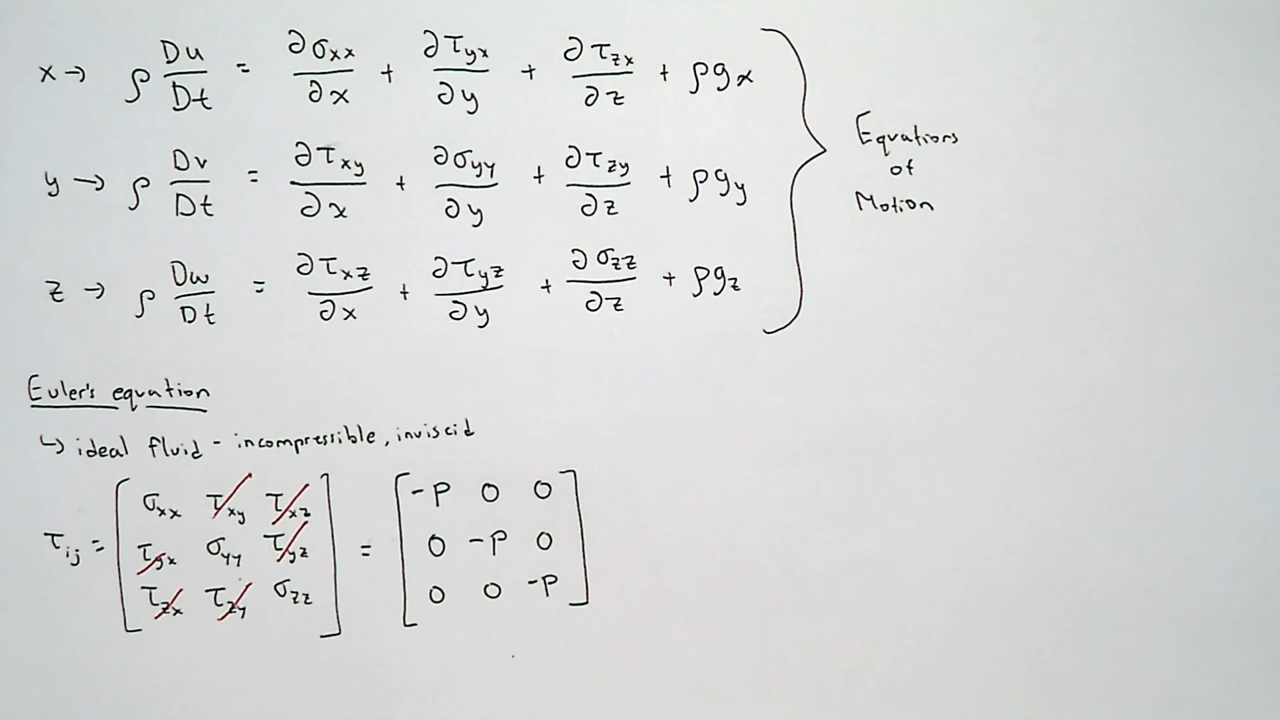 x → ρ Du/Dt = ∂σxx/∂x + ∂τyx/∂y + ∂τzx/∂z + ρgx
y → ρ Dv/Dt = ∂τxy/∂x + ∂σyy/∂y + ∂τzy/∂z + ρgy
z → ρ Dw/Dt = ∂τxz/∂x + ∂τyz/∂y + ∂σzz/∂z + ρgz
Equations
of
Motion
Euler's equation
↳ ideal fluid - incompressible, inviscid
τij = [σxx τxy τxz; τyx σyy τyz; τzx τzy σzz] = [-P 0 0; 0 -P 0; 0 0 -P]